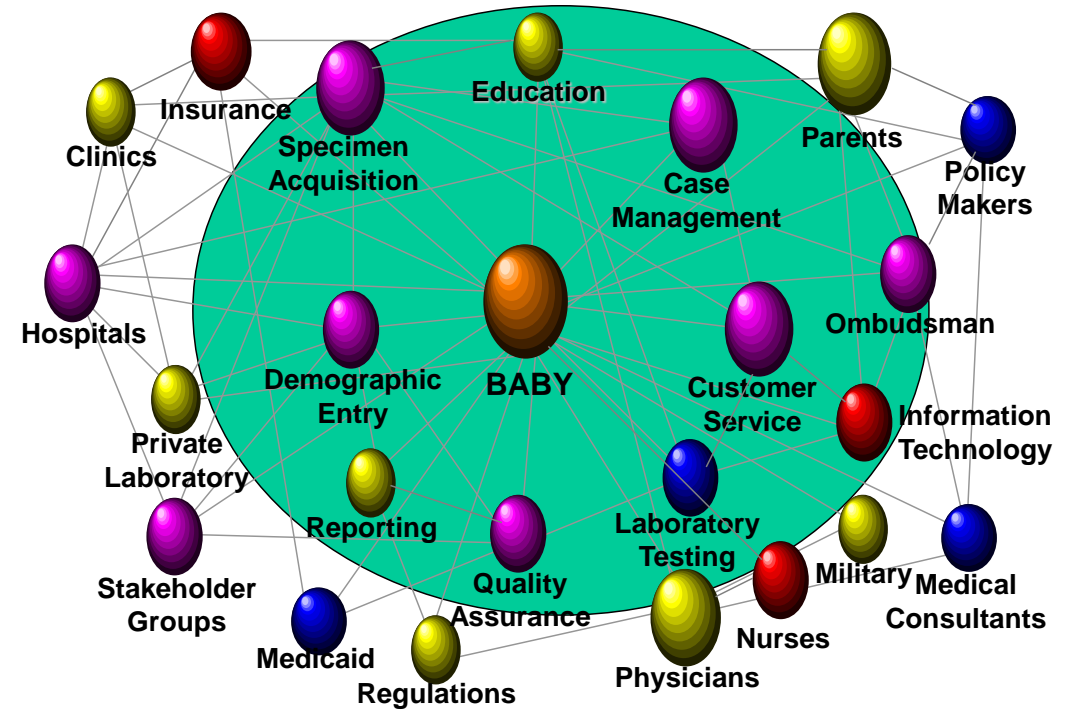 Education
Insurance
Parents
Clinics
Specimen
Acquisition
Case
Management
Policy
Makers
Hospitals
Ombudsman
Demographic
Entry
BABY
Customer
Service
Information
Technology
Private
Laboratory
Reporting
Laboratory
Testing
Stakeholder
Groups
Quality
Assurance
Military
Medical
Consultants
Nurses
Medicaid
Regulations
Physicians